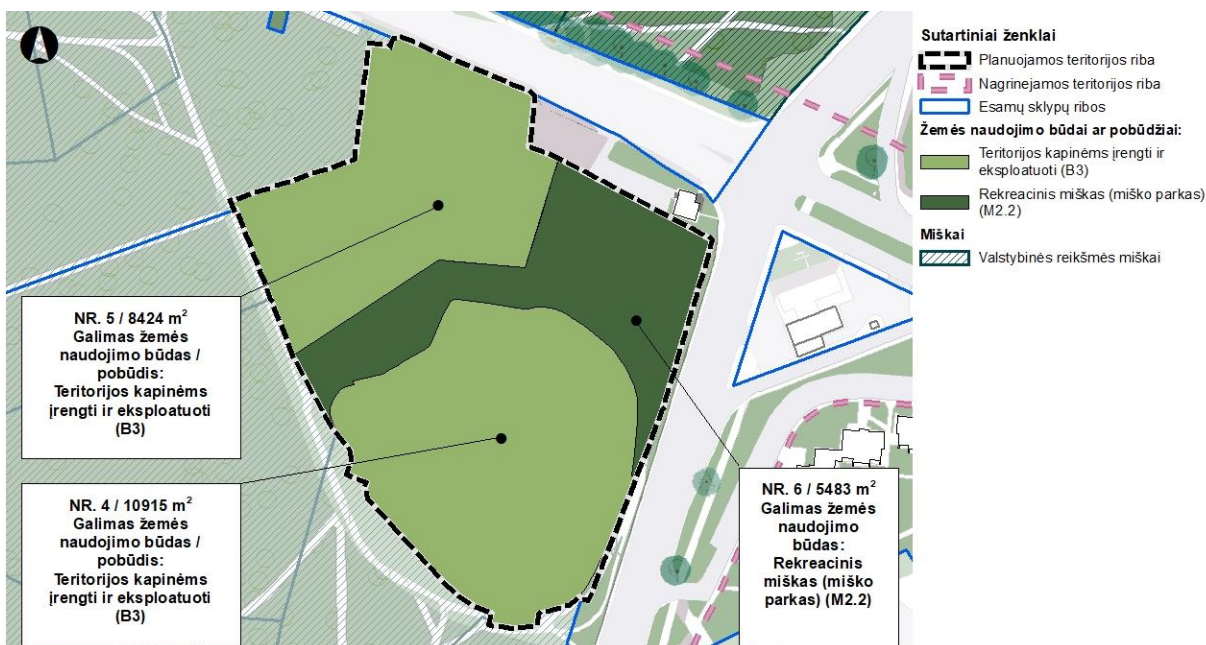 Sutartiniai ženklai
Planuojamos teritorijos riba
Nagrinejamos teritorijos riba
Esamų sklypų ribos
Žemės naudojimo būdai ar pobūdžiai:
Teritorijos kapinėms įrengti ir
eksploatuoti (B3)
Rekreacinis miškas (miško parkas)
(M2.2)
Miškai
Valstybinės reikšmės miškai
NR. 5 / 8424 m²
Galimas žemės
naudojimo būdas /
pobūdis:
Teritorijos kapinėms
įrengti ir eksploatuoti
(B3)
NR. 4 / 10915 m²
Galimas žemės
naudojimo būdas /
pobūdis:
Teritorijos kapinėms
įrengti ir eksploatuoti
(B3)
NR. 6 / 5483 m²
Galimas žemės
naudojimo
būdas:
Rekreacinis
miškas (miško
parkas) (M2.2)